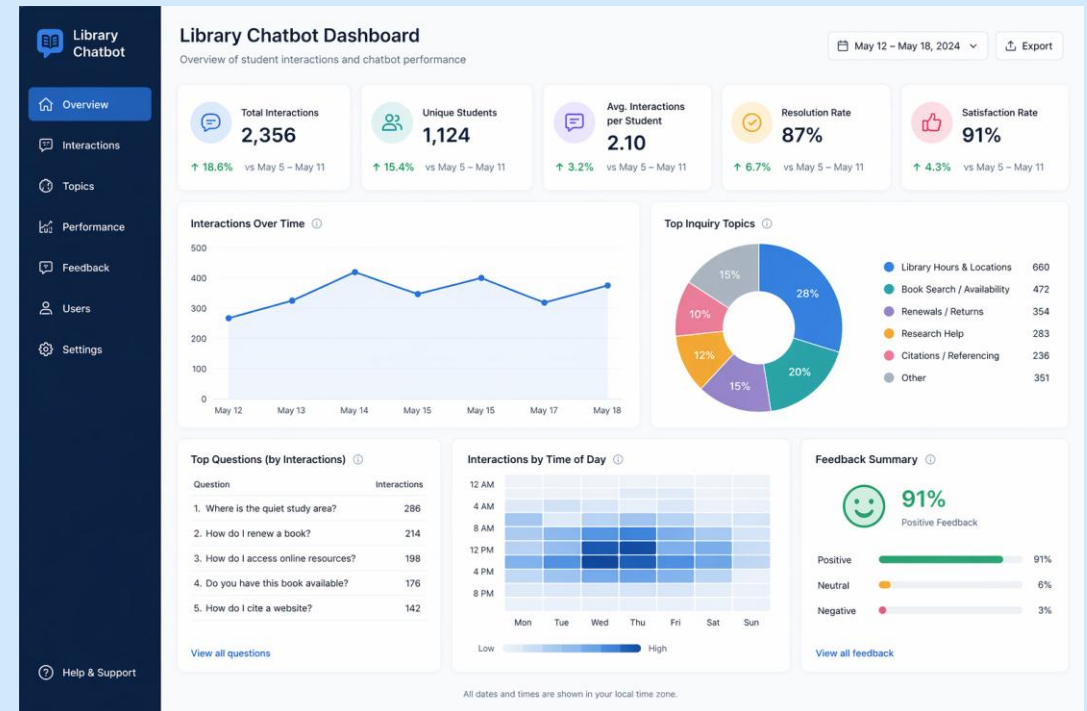 Library
Chatbot
Overview
Interactions
Topics
Performance
Feedback
Users
Settings
Help & Support
Library Chatbot Dashboard
Overview of student interactions and chatbot performance
May 12 – May 18, 2024
Export
Total Interactions
2,356
↑ 18.6% vs May 5 – May 11
Unique Students
1,124
↑ 15.4% vs May 5 – May 11
Avg. Interactions
per Student
2.10
↑ 3.2% vs May 5 – May 11
Resolution Rate
87%
↑ 6.7% vs May 5 – May 11
Satisfaction Rate
91%
↑ 4.3% vs May 5 – May 11
Interactions Over Time
500
400
300
200
100
0
May 12 May 13 May 14 May 15 May 15 May 17 May 18
Top Inquiry Topics
28%
20%
15%
12%
10%
15%
Library Hours & Locations 660
Book Search / Availability 472
Renewals / Returns 354
Research Help 283
Citations / Referencing 236
Other 351
Top Questions (by Interactions)
Question Interactions
1. Where is the quiet study area? 286
2. How do I renew a book? 214
3. How do I access online resources? 198
4. Do you have this book available? 176
5. How do I cite a website? 142
View all questions
Interactions by Time of Day
12 AM
4 AM
8 AM
12 PM
4 PM
8 PM
Mon Tue Wed Thu Fri Sat Sun
Low High
Feedback Summary
91%
Positive Feedback
Positive 91%
Neutral 6%
Negative 3%
View all feedback
All dates and times are shown in your local time zone.